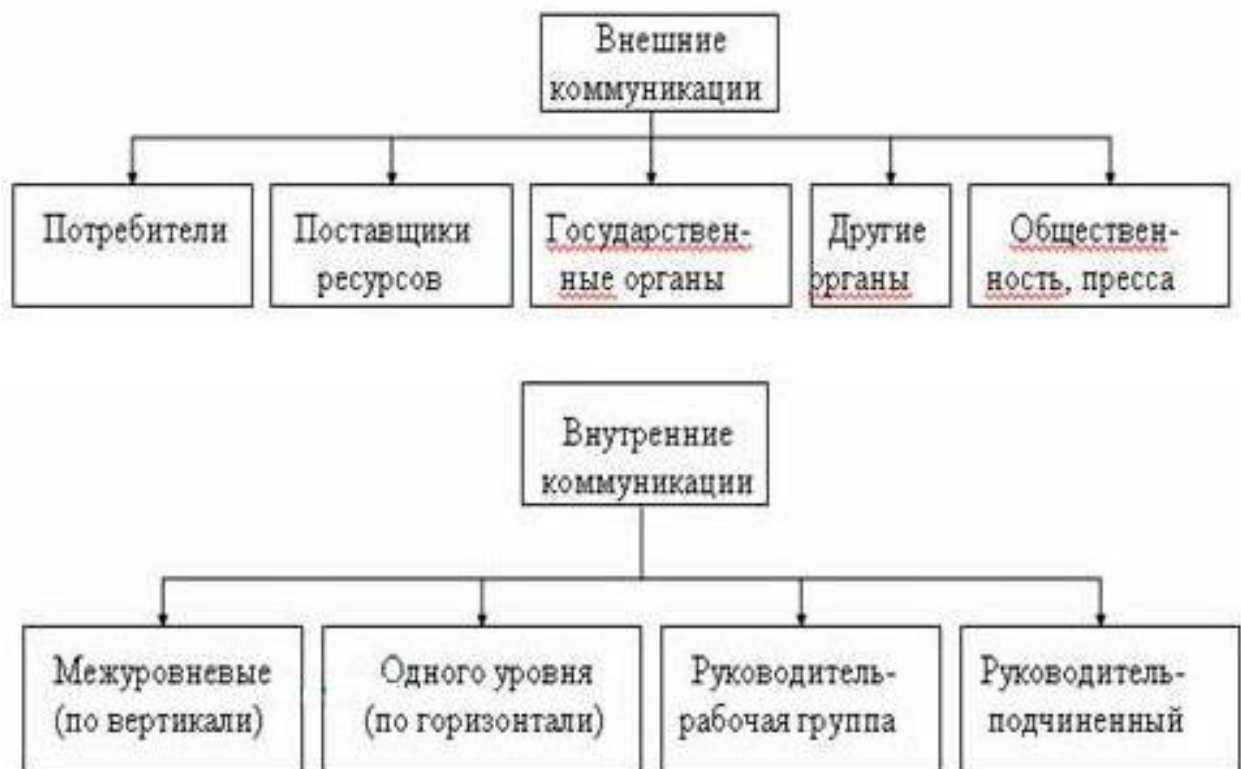 Внешние
коммуникации
Потребители
Поставщики
ресурсов
Государствен-
ные органы
Другие
органы
Обществен-
ность, пресса
Внутренние
коммуникации
Межуровневые
(по вертикали)
Одного уровня
(по горизонтали)
Руководитель-
рабочая группа
Руководитель-
подчиненный